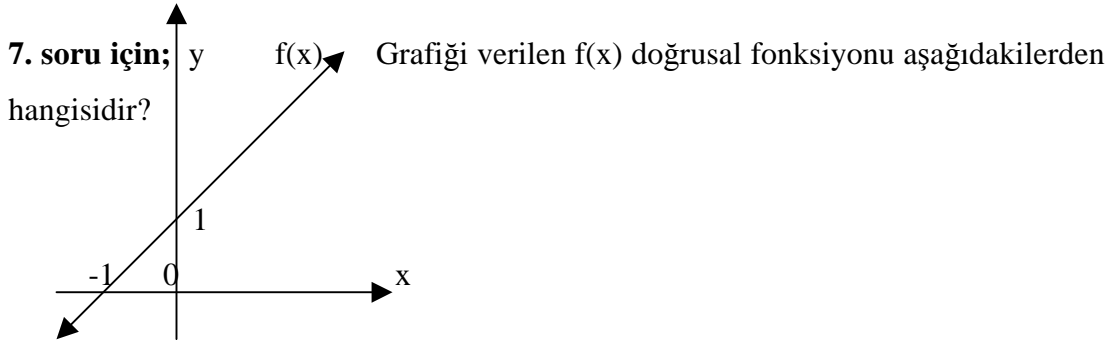 7. soru için; y f(x) Grafiği verilen f(x) doğrusal fonksiyonu aşağıdakilerden
hangisidir?
1
-1 0 x